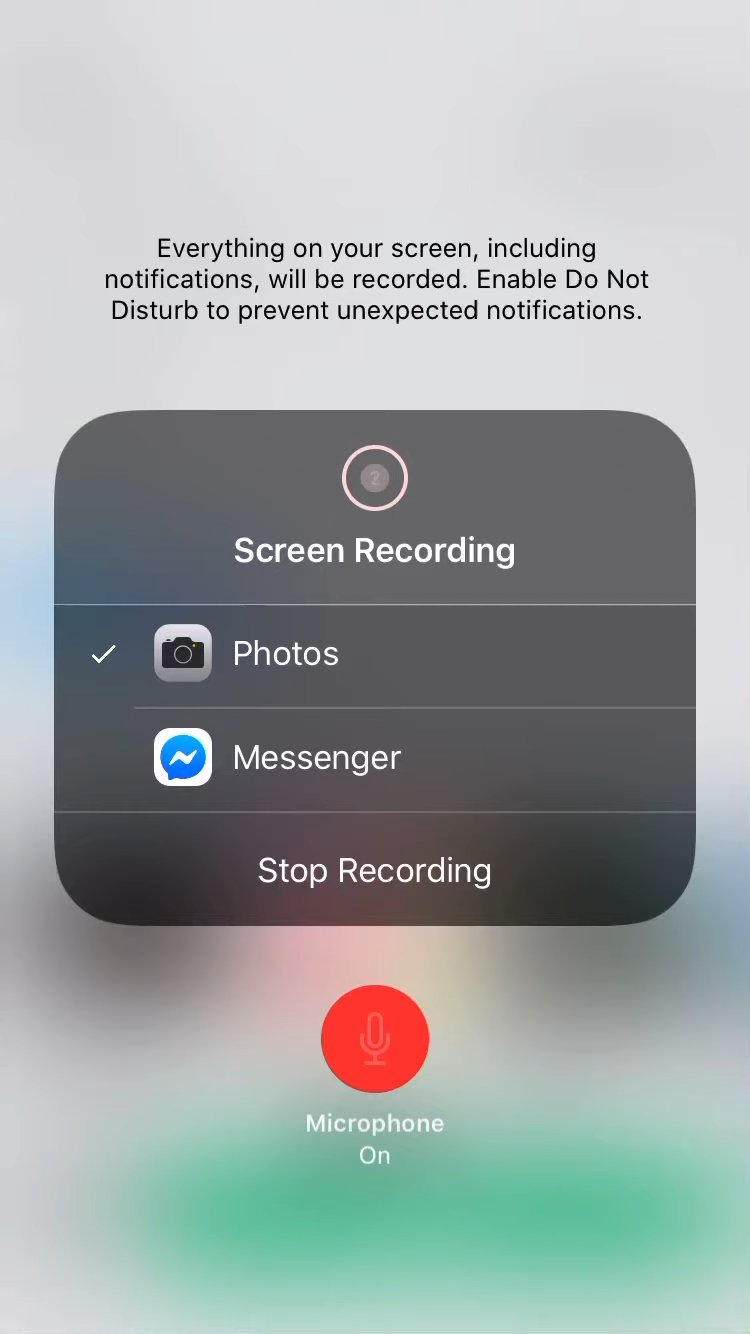 Everything on your screen, including
notifications, will be recorded. Enable Do Not
Disturb to prevent unexpected notifications.
?
Screen Recording
Photos
Messenger
Stop Recording
Microphone
On